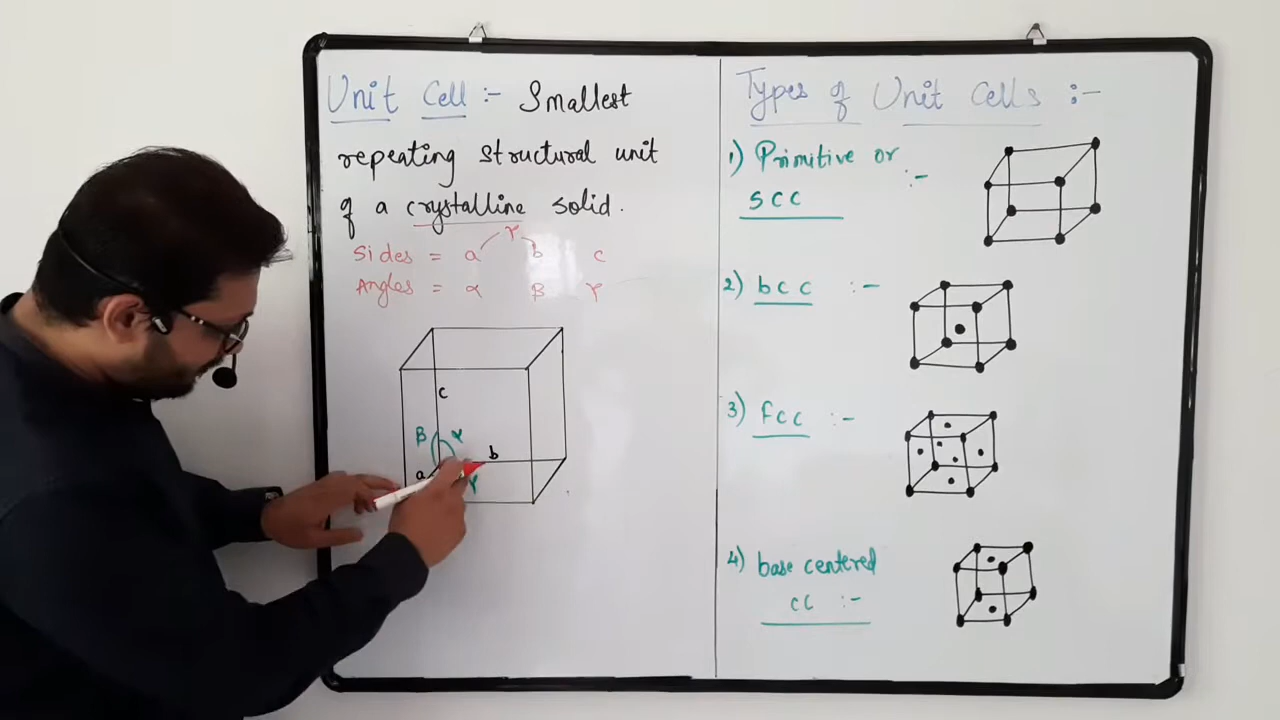 Unit Cell :- Smallest
repeating structural unit
of a crystalline solid.
γ
Sides = a b c
Angles = α β γ
c
β α
b
a
γ
Types of Unit Cells :-
1) Primitive or :-
scc
2) bcc :-
3) fcc :-
4) base centered
cc :-